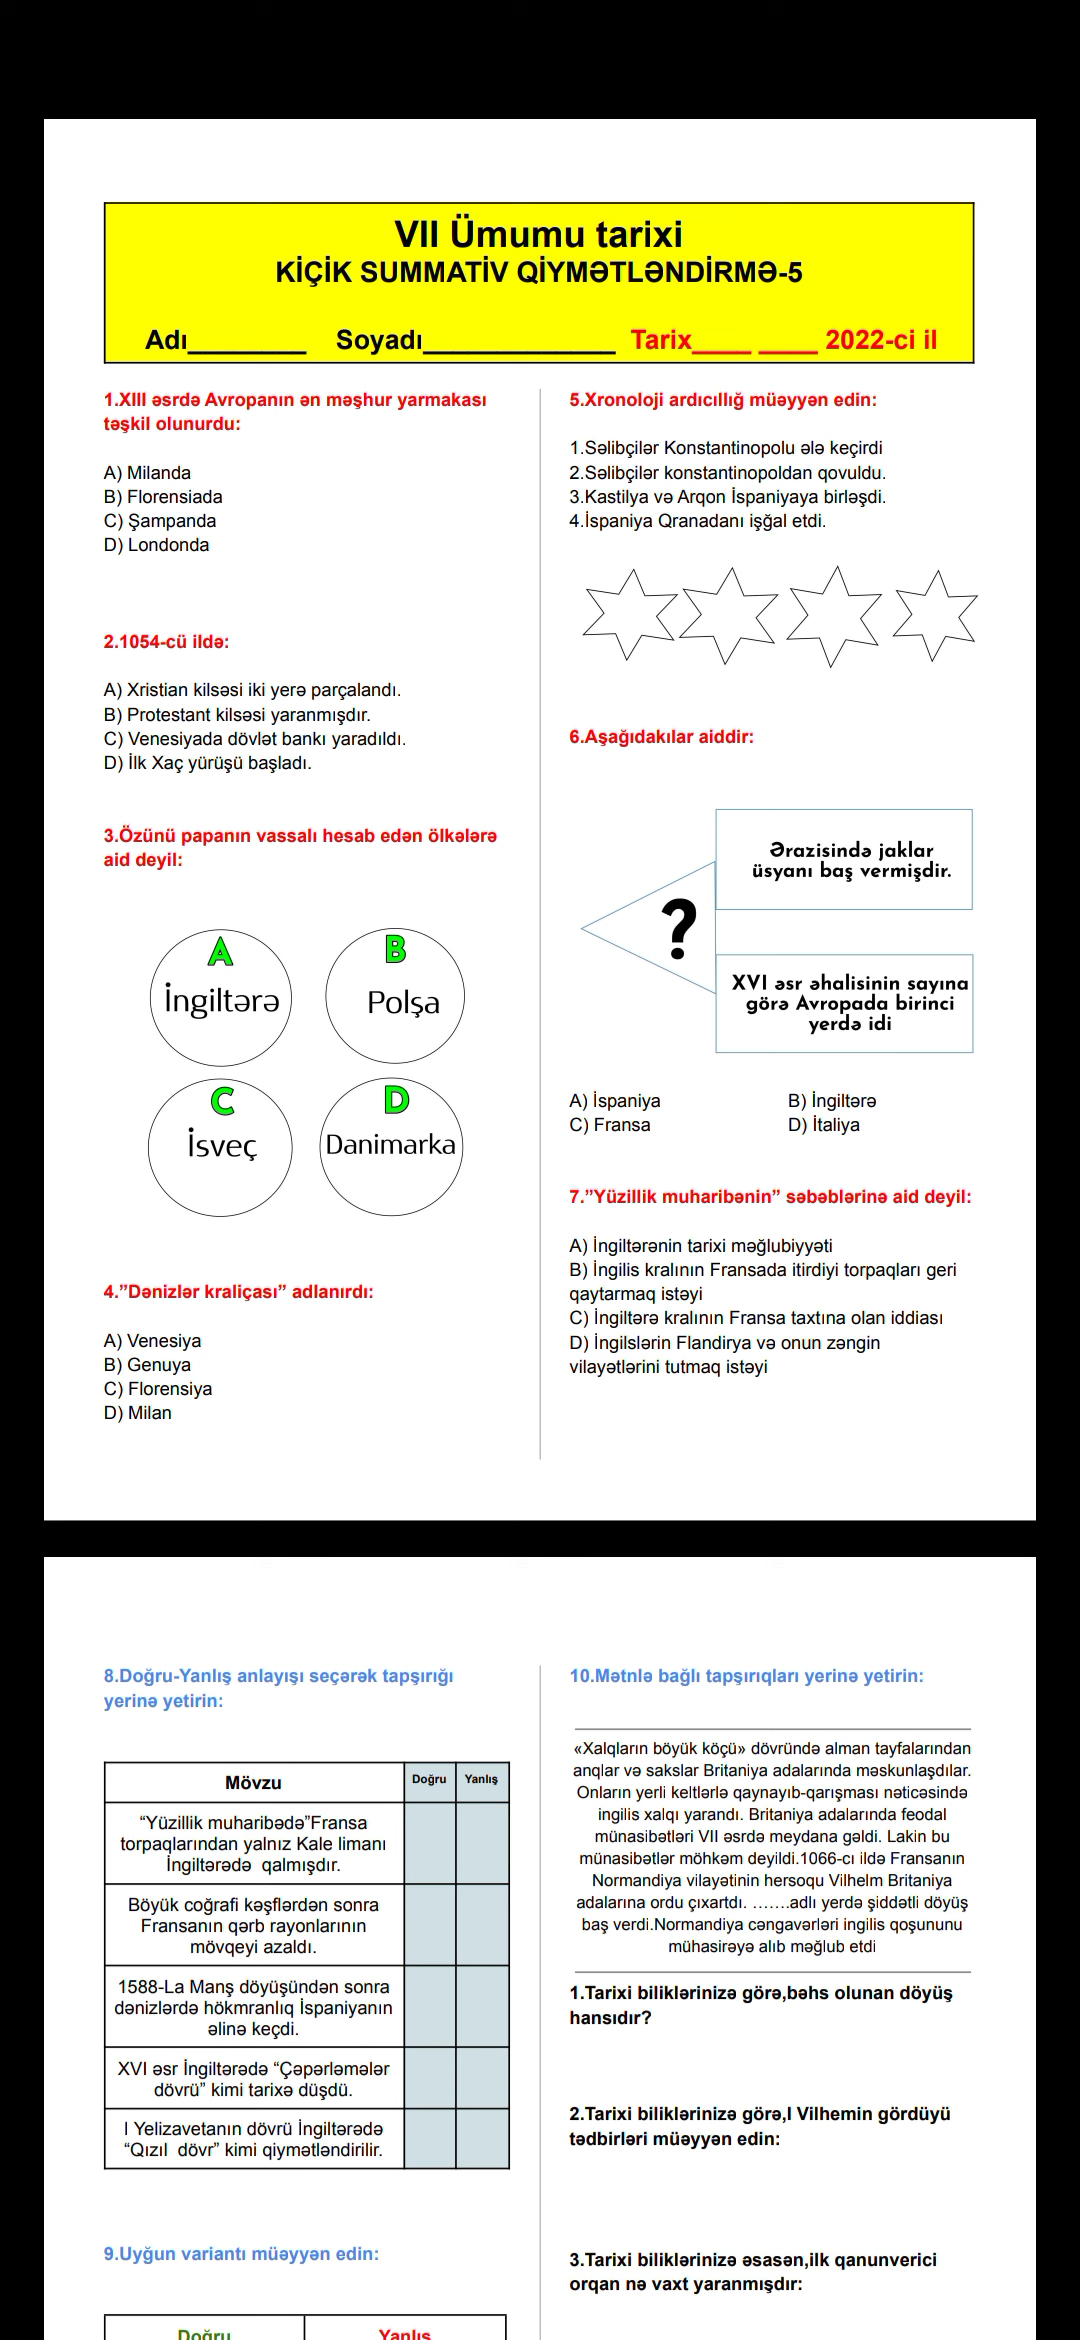 VII Ümumu tarixi
KİÇİK SUMMATİV QİYMƏTLƏNDİRMƏ-5
Adı________ Soyadı_____________ Tarix____ ____ 2022-ci il
1.XIII əsrdə Avropanın ən məşhur yarmakası
təşkil olunurdu:
A) Milanda
B) Florensiada
C) Şampanda
D) Londonda
2.1054-cü ildə:
A) Xristian kilsəsi iki yerə parçalandı.
B) Protestant kilsəsi yaranmışdır.
C) Venesiyada dövlət bankı yaradıldı.
D) İlk Xaç yürüşü başladı.
3.Özünü papanın vassalı hesab edən ölkələrə
aid deyil:
A
İngiltərə
B
Polşa
C
İsveç
D
Danimarka
4.”Dənizlər kraliçası” adlanırdı:
A) Venesiya
B) Genuya
C) Florensiya
D) Milan
5.Xronoloji ardıcıllığ müəyyən edin:
1.Səlibçilər Konstantinopolu ələ keçirdi
2.Səlibçilər konstantinopoldan qovuldu.
3.Kastilya və Arqon İspaniyaya birləşdi.
4.İspaniya Qranadanı işğal etdi.
6.Aşağıdakılar aiddir:
?
Ərazisində jaklar
üsyanı baş vermişdir.
XVI əsr əhalisinin sayına
görə Avropada birinci
yerdə idi
A) İspaniya B) İngiltərə
C) Fransa D) İtaliya
7.”Yüzillik muharibənin” səbəblərinə aid deyil:
A) İngiltərənin tarixi məğlubiyyəti
B) İngilis kralının Fransada itirdiyi torpaqları geri
qaytarmaq istəyi
C) İngiltərə kralının Fransa taxtına olan iddiası
D) İngilslərin Flandirya və onun zəngin
vilayətlərini tutmaq istəyi
8.Doğru-Yanlış anlayışı seçərək tapşırığı
yerinə yetirin:
Mövzu Doğru Yanlış
“Yüzillik muharibədə”Fransa
torpaqlarından yalnız Kale limanı
İngiltərədə qalmışdır.
Böyük coğrafi kəşflərdən sonra
Fransanın qərb rayonlarının
mövqeyi azaldı.
1588-La Manş döyüşündən sonra
dənizlərdə hökmranlıq İspaniyanın
əlinə keçdi.
XVI əsr İngiltərədə “Çəpərləmələr
dövrü” kimi tarixə düşdü.
I Yelizavetanın dövrü İngiltərədə
“Qızıl dövr” kimi qiymətləndirilir.
9.Uyğun variantı müəyyən edin:
Doğru Yanlış
10.Mətnlə bağlı tapşırıqları yerinə yetirin:
«Xalqların böyük köçü» dövründə alman tayfalarından
anqlar və sakslar Britaniya adalarında məskunlaşdılar.
Onların yerli keltlərlə qaynayıb-qarışması nəticəsində
ingilis xalqı yarandı. Britaniya adalarında feodal
münasibətləri VII əsrdə meydana gəldi. Lakin bu
münasibətlər möhkəm deyildi.1066-cı ildə Fransanın
Normandiya vilayətinin hersoqu Vilhelm Britaniya
adalarına ordu çıxartdı. …….adlı yerdə şiddətli döyüş
baş verdi.Normandiya cəngavərləri ingilis qoşununu
mühasirəyə alıb məğlub etdi
1.Tarixi biliklərinizə görə,bəhs olunan döyüş
hansıdır?
2.Tarixi biliklərinizə görə,I Vilhemin gördüyü
tədbirləri müəyyən edin:
3.Tarixi biliklərinizə əsasən,ilk qanunverici
orqan nə vaxt yaranmışdır: